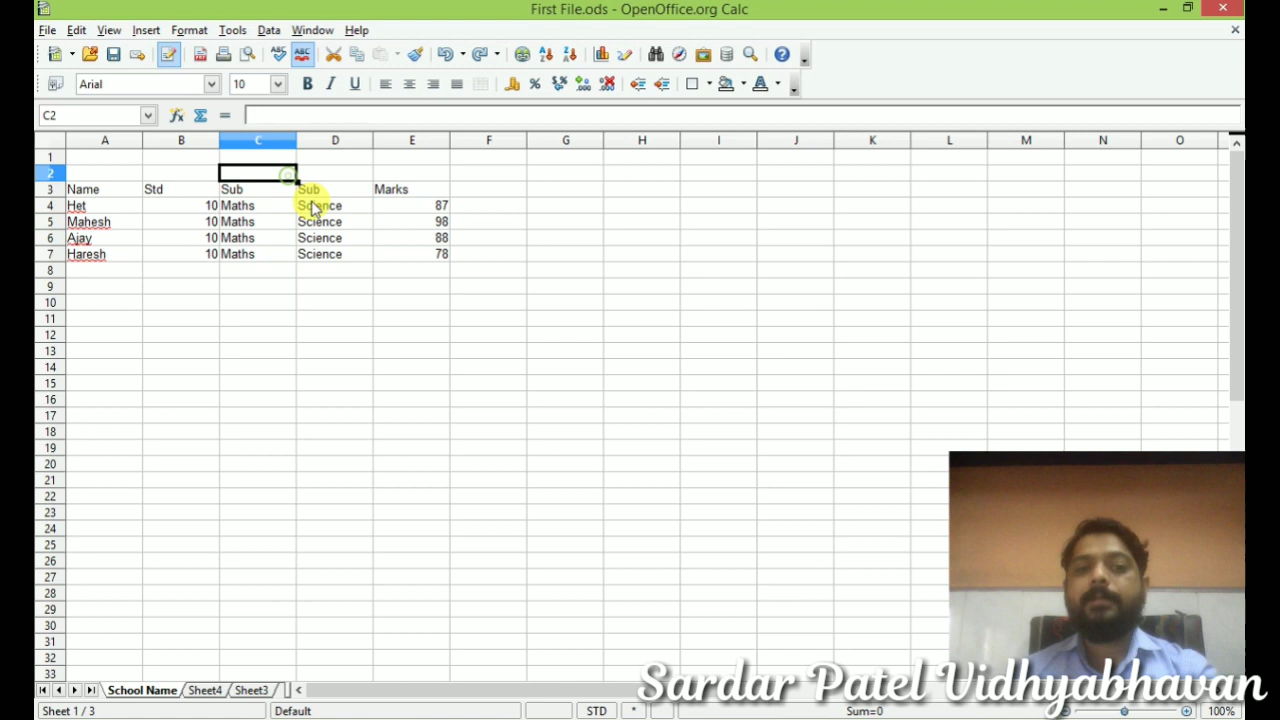 First File.ods - OpenOffice.org Calc
File Edit View Insert Format Tools Data Window Help
Arial 10
C2
A B C D E F G H I J K L M N O
1
2
3 Name Std Sub Sub Marks
4 Het 10 Maths Science 87
5 Mahesh 10 Maths Science 98
6 Ajay 10 Maths Science 88
7 Haresh 10 Maths Science 78
8
9
10
11
12
13
14
15
16
17
18
19
20
21
22
23
24
25
26
27
28
29
30
31
32
33
School Name Sheet4 Sheet3
Sardar Patel Vidhyabhavan
Sheet 1 / 3 Default STD * Sum=0 100%